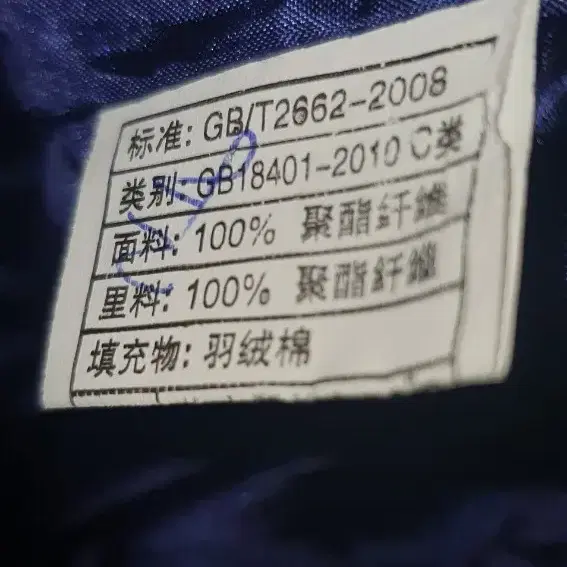 标准: GB/T2662-2008
类别: GB18401-2010 C类
面料: 100% 聚酯纤维
里料: 100% 聚酯纤维
填充物: 羽绒棉